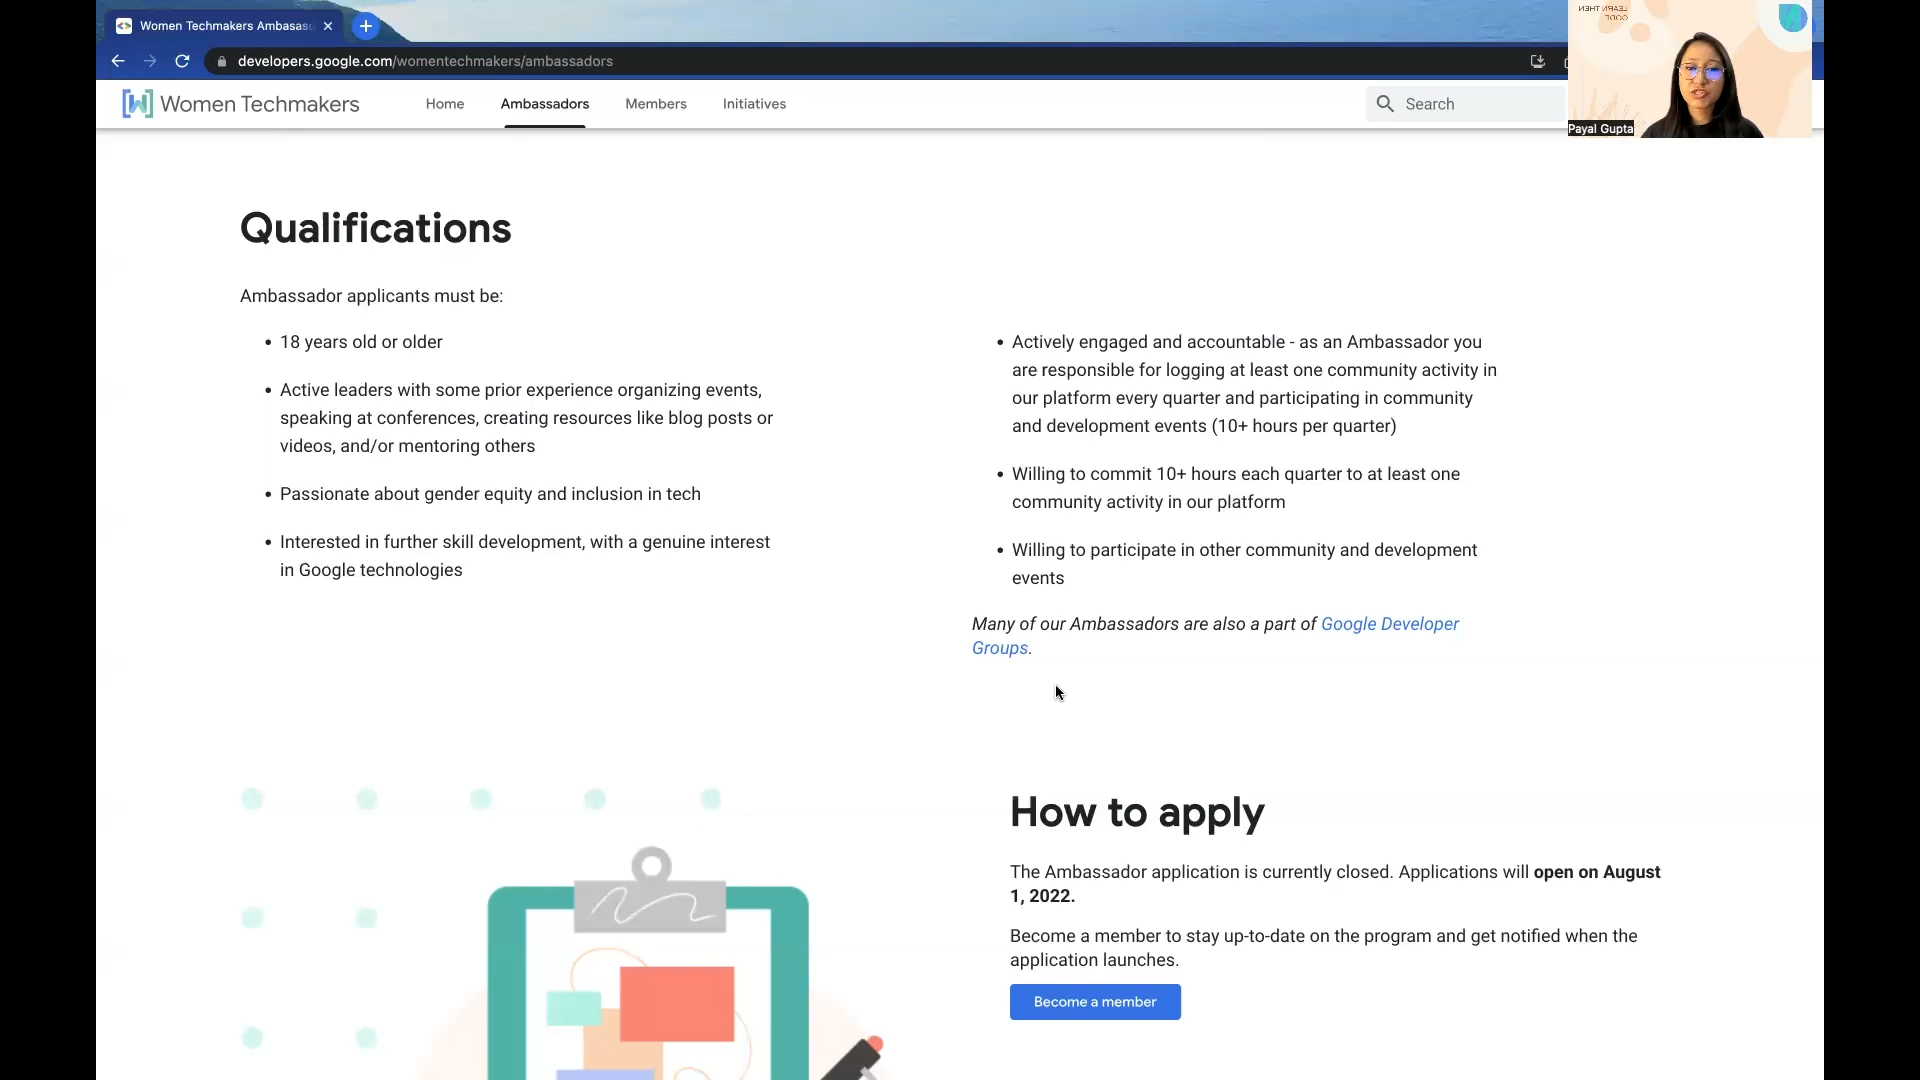 Women Techmakers Ambasas
developers.google.com/womentechmakers/ambassadors
Women Techmakers
Home
Ambassadors
Members
Initiatives
Search
LEARN THEN
CODE
Payal Gupta
Qualifications
Ambassador applicants must be:
• 18 years old or older
• Active leaders with some prior experience organizing events,
speaking at conferences, creating resources like blog posts or
videos, and/or mentoring others
• Passionate about gender equity and inclusion in tech
• Interested in further skill development, with a genuine interest
in Google technologies
• Actively engaged and accountable - as an Ambassador you
are responsible for logging at least one community activity in
our platform every quarter and participating in community
and development events (10+ hours per quarter)
• Willing to commit 10+ hours each quarter to at least one
community activity in our platform
• Willing to participate in other community and development
events
Many of our Ambassadors are also a part of Google Developer
Groups.
How to apply
The Ambassador application is currently closed. Applications will open on August
1, 2022.
Become a member to stay up-to-date on the program and get notified when the
application launches.
Become a member